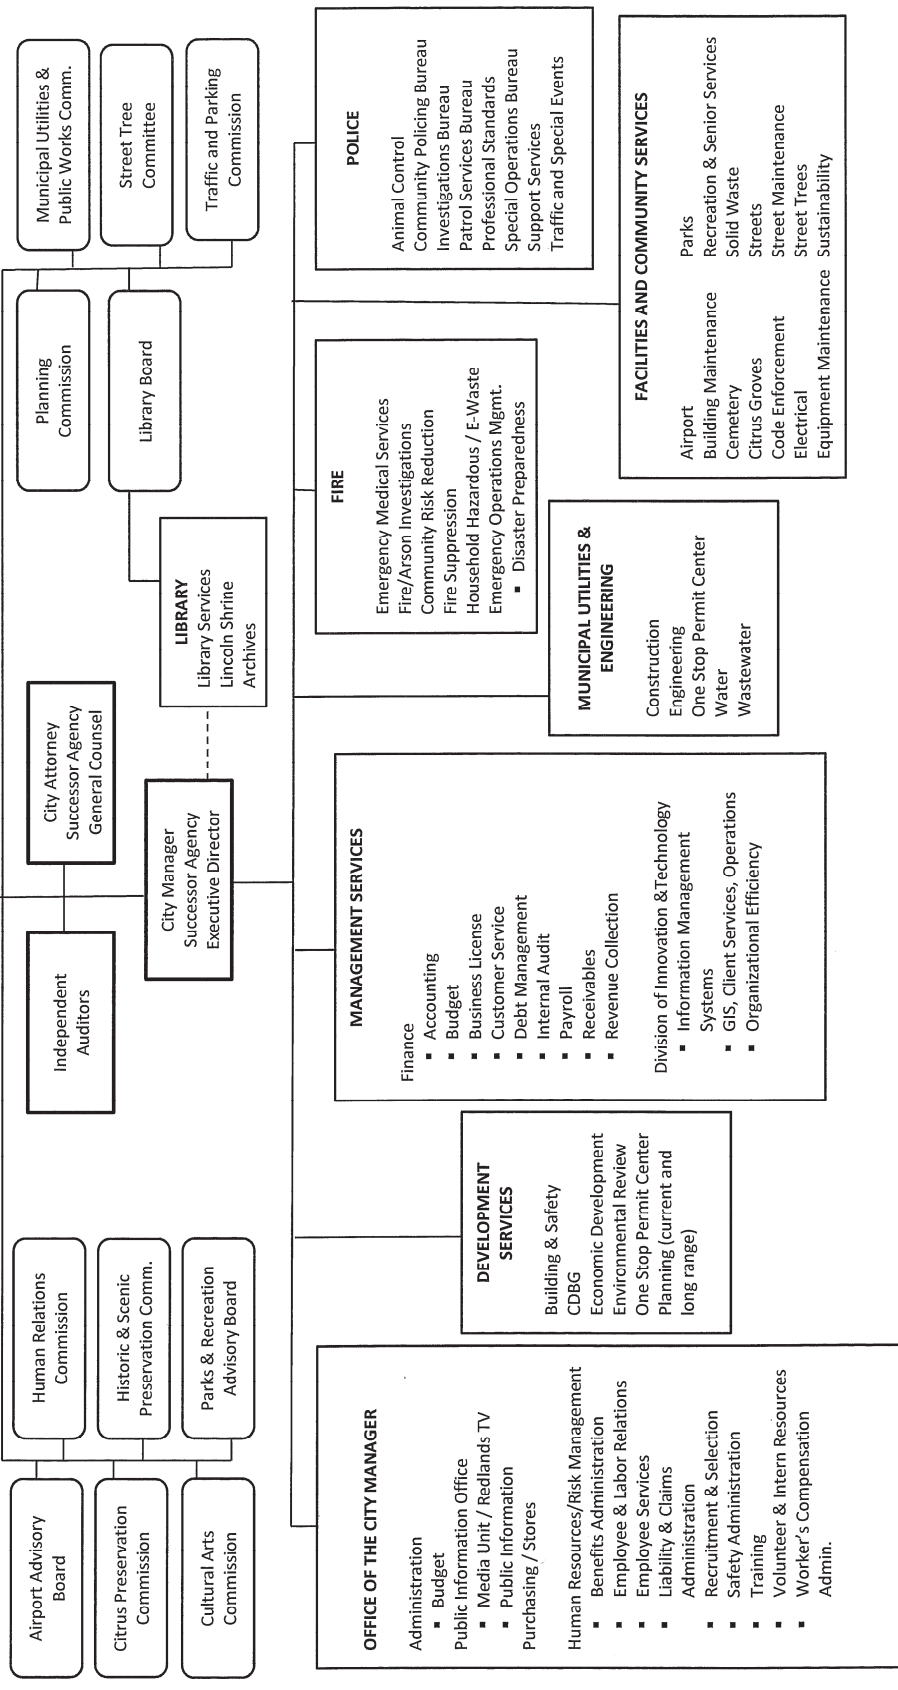 Airport Advisory
Board
Human Relations
Commission
Citrus Preservation
Commission
Historic & Scenic
Preservation Comm.
Cultural Arts
Commission
Parks & Recreation
Advisory Board
Independent
Auditors
City Attorney
Successor Agency
General Counsel
City Manager
Successor Agency
Executive Director
LIBRARY
Library Services
Lincoln Shrine
Archives
Planning
Commission
Municipal Utilities &
Public Works Comm.
Library Board
Street Tree
Committee
Traffic and Parking
Commission
OFFICE OF THE CITY MANAGER
Administration
▪ Budget
Public Information Office
▪ Media Unit / Redlands TV
▪ Public Information
Purchasing / Stores
Human Resources/Risk Management
▪ Benefits Administration
▪ Employee & Labor Relations
▪ Employee Services
▪ Liability & Claims
Administration
▪ Recruitment & Selection
▪ Safety Administration
▪ Training
▪ Volunteer & Intern Resources
▪ Worker's Compensation
Admin.
DEVELOPMENT
SERVICES
Building & Safety
CDBG
Economic Development
Environmental Review
One Stop Permit Center
Planning (current and
long range)
MANAGEMENT SERVICES
Finance
▪ Accounting
▪ Budget
▪ Business License
▪ Customer Service
▪ Debt Management
▪ Internal Audit
▪ Payroll
▪ Receivables
▪ Revenue Collection
Division of Innovation &Technology
▪ Information Management
Systems
▪ GIS, Client Services, Operations
▪ Organizational Efficiency
MUNICIPAL UTILITIES &
ENGINEERING
Construction
Engineering
One Stop Permit Center
Water
Wastewater
FIRE
Emergency Medical Services
Fire/Arson Investigations
Community Risk Reduction
Fire Suppression
Household Hazardous / E-Waste
Emergency Operations Mgmt.
▪ Disaster Preparedness
FACILITIES AND COMMUNITY SERVICES
Airport
Building Maintenance
Cemetery
Citrus Groves
Code Enforcement
Electrical
Equipment Maintenance
Parks
Recreation & Senior Services
Solid Waste
Streets
Street Maintenance
Street Trees
Sustainability
POLICE
Animal Control
Community Policing Bureau
Investigations Bureau
Patrol Services Bureau
Professional Standards
Special Operations Bureau
Support Services
Traffic and Special Events